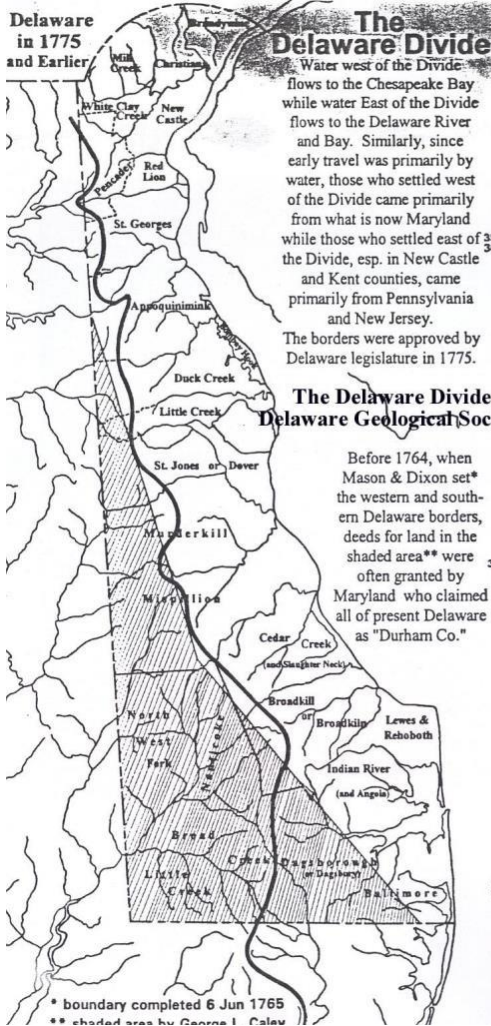 Delaware
in 1775
and Earlier
The
Delaware Divide
Water west of the Divide
flows to the Chesapeake Bay
while water East of the Divide
flows to the Delaware River
and Bay. Similarly, since
early travel was primarily by
water, those who settled west
of the Divide came primarily
from what is now Maryland
while those who settled east of
the Divide, esp. in New Castle
and Kent counties, came
primarily from Pennsylvania
and New Jersey.
The borders were approved by
Delaware legislature in 1775.
The Delaware Divide
Delaware Geological Soc
Before 1764, when
Mason & Dixon set*
the western and south-
ern Delaware borders,
deeds for land in the
shaded area** were
often granted by
Maryland who claimed
all of present Delaware
as "Durham Co."
Brandywine
Mill
Creek
Christian
White Clay
Creek
New
Castle
Pencader
Red
Lion
St. Georges
Appoquinimink
Duck Creek
Little Creek
St. Jones or Dover
Murderkill
Mispillion
Cedar Creek
(and Slaughter Neck)
Broadkill
or
Broadkiln
Lewes &
Rehoboth
North
West
Fork
Nanticoke
Indian River
(and Angola)
Broad
Creek
Dagsborough
(or Dagsbury)
Little
Creek
Baltimore
* boundary completed 6 Jun 1765
** shaded area by George L. Caley